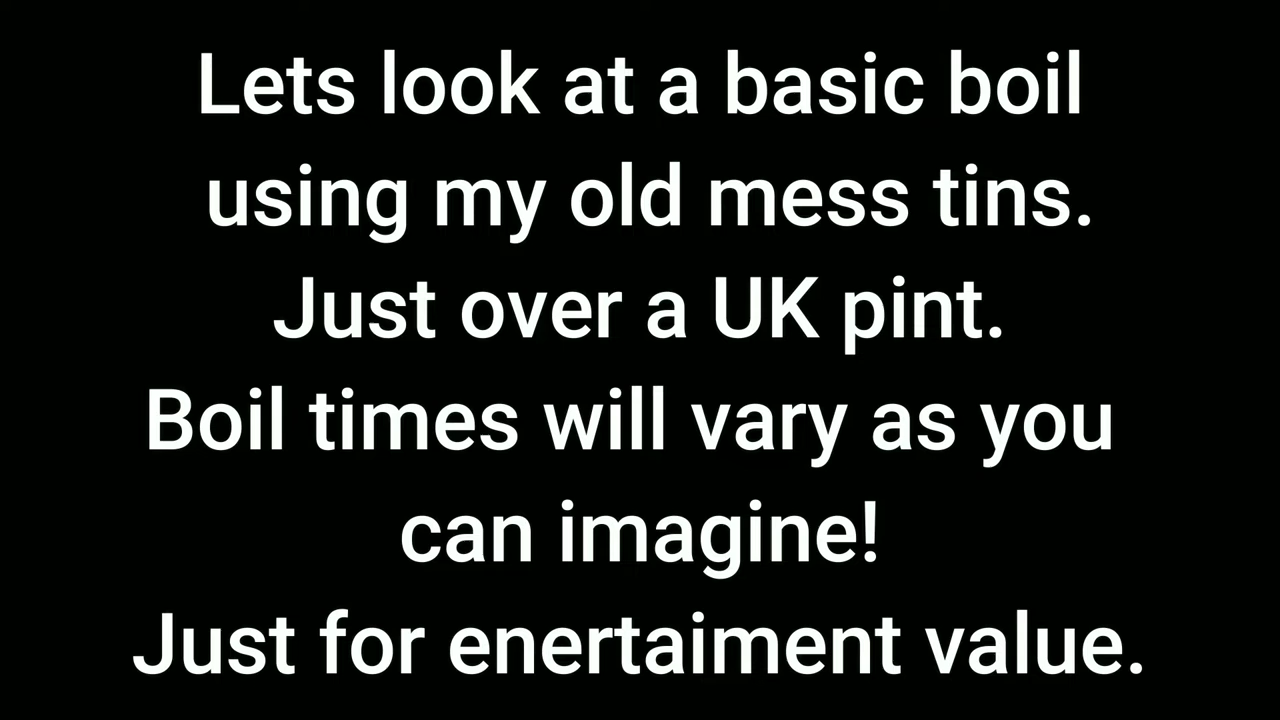 Lets look at a basic boil
using my old mess tins.
Just over a UK pint.
Boil times will vary as you
can imagine!
Just for enertaiment value.